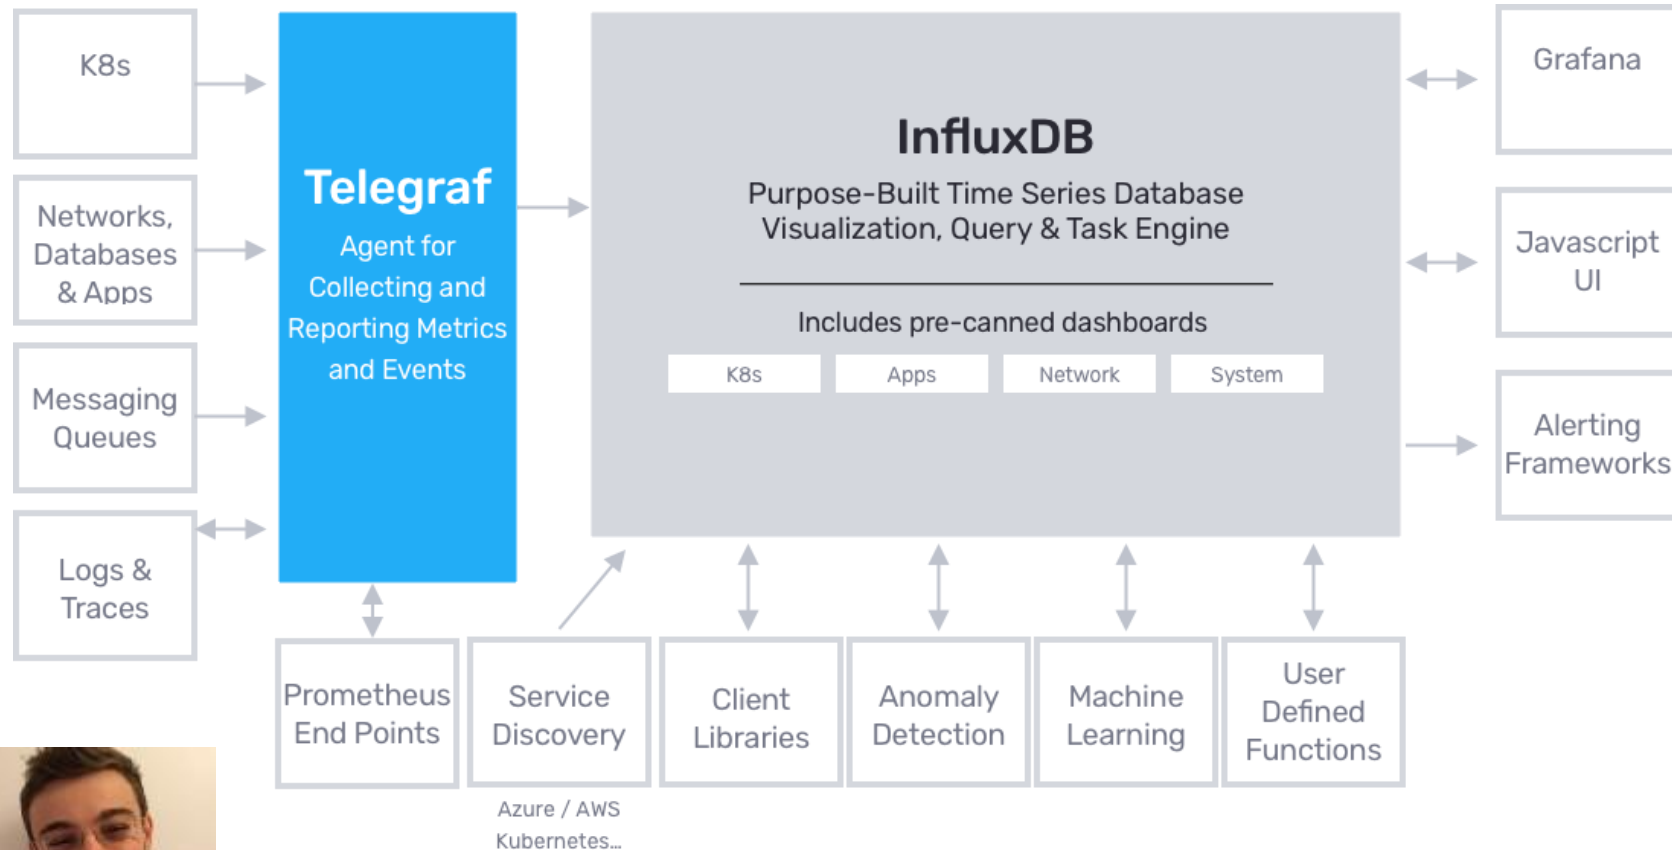 K8s
Networks,
Databases
& Apps
Messaging
Queues
Logs &
Traces
Telegraf
Agent for
Collecting and
Reporting Metrics
and Events
InfluxDB
Purpose-Built Time Series Database
Visualization, Query & Task Engine
Includes pre-canned dashboards
K8s
Apps
Network
System
Grafana
Javascript
UI
Alerting
Frameworks
Prometheus
End Points
Service
Discovery
Azure / AWS
Kubernetes...
Client
Libraries
Anomaly
Detection
Machine
Learning
User
Defined
Functions